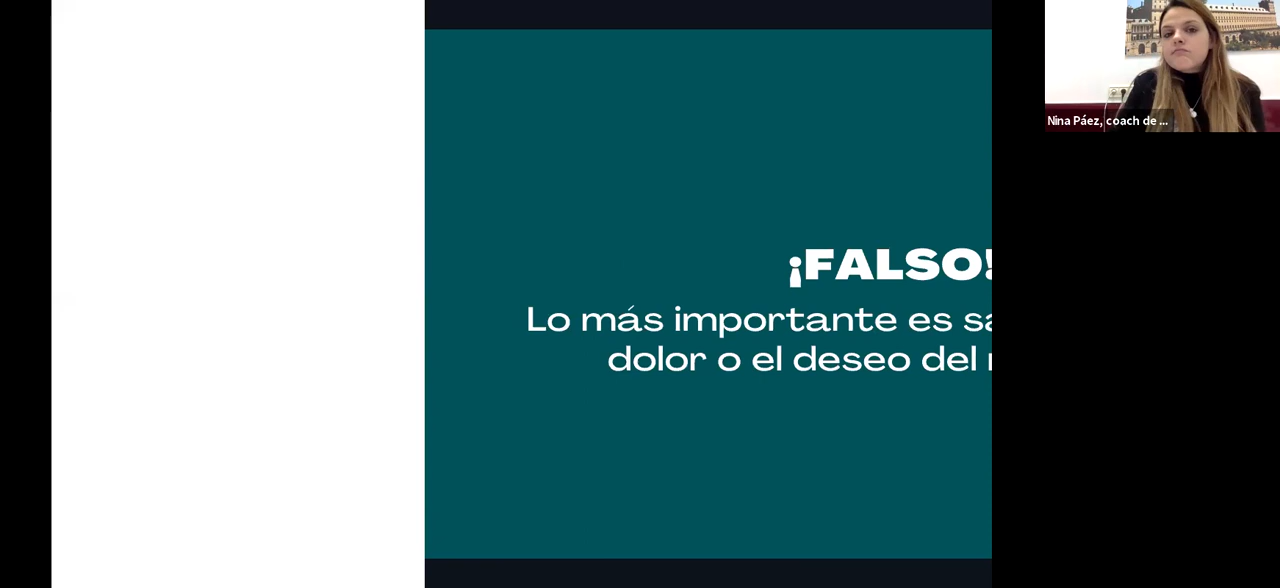 ¡FALSO!
Lo más importante es sa
dolor o el deseo del
Nina Páez, coach de ...